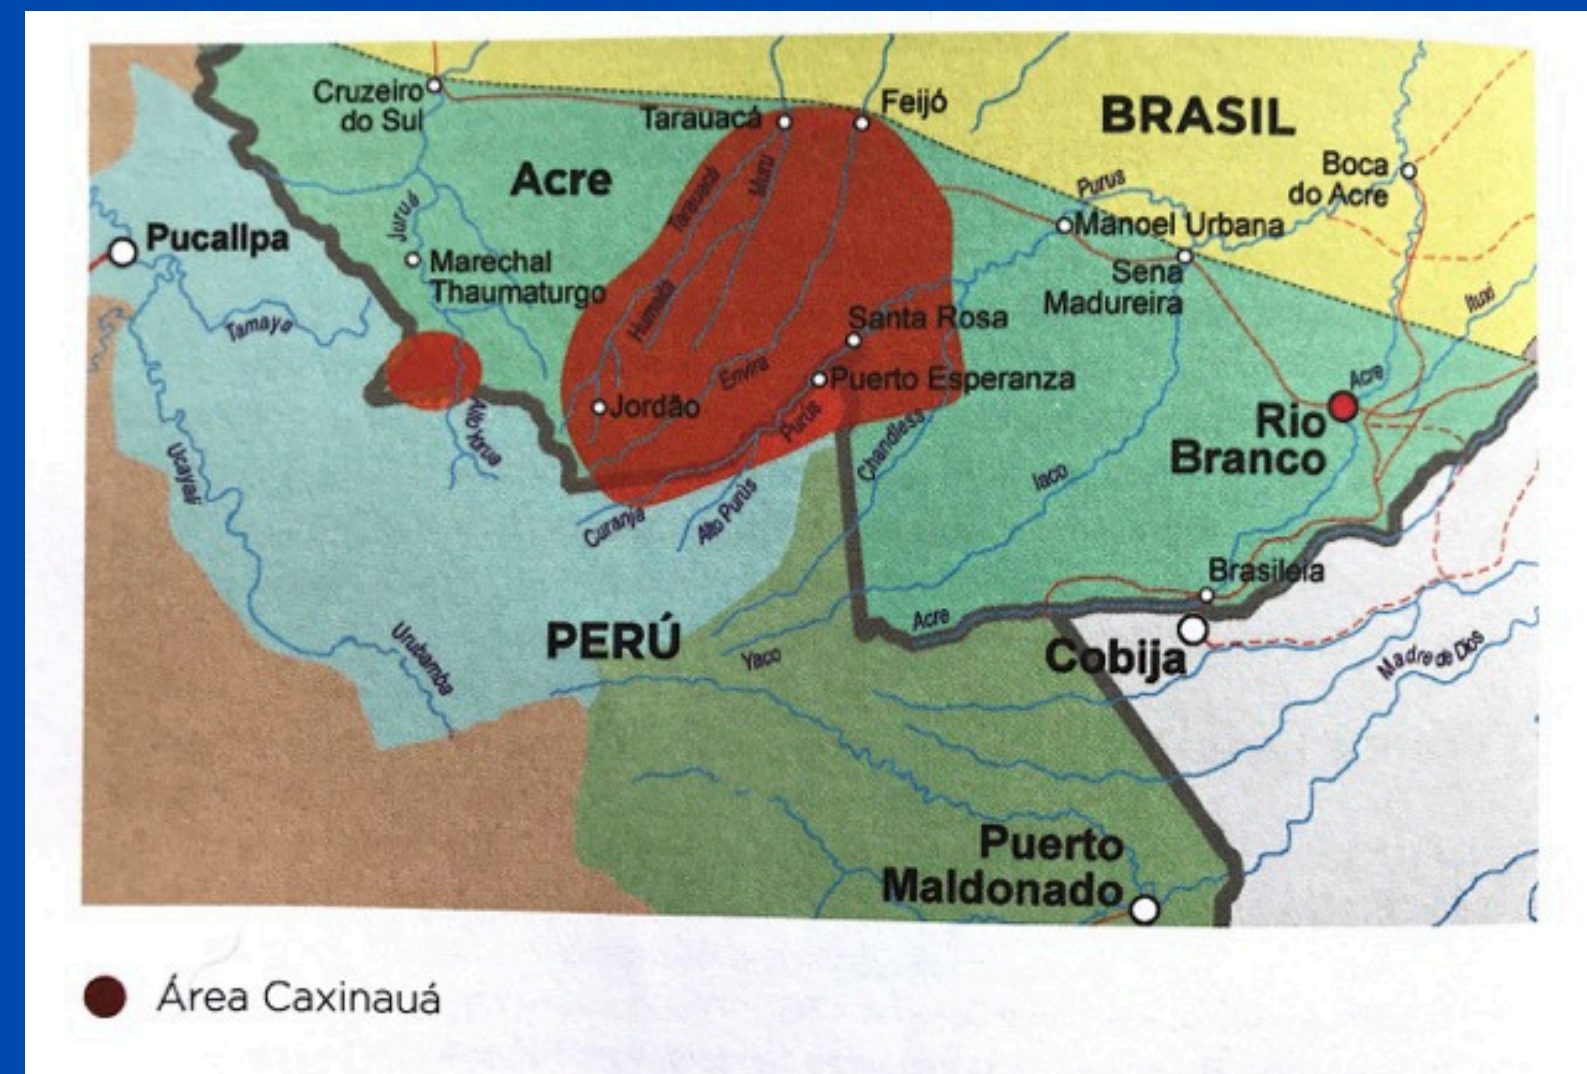 Cruzeiro
do Sul
Tarauacá
Feijó
BRASIL
Acre
Boca
do Acre
Purus
Manoel Urbana
Sena
Madureira
Ituxi
Pucallpa
Juruá
Marechal
Thaumaturgo
Tarauacá
Muru
Humaitá
Tamaya
Santa Rosa
Envira
Puerto Esperanza
Jordão
Purús
Chandless
Acre
Rio
Branco
Iaco
Alto Yurua
Ucayali
Curanja
Alto Purús
Brasileia
Acre
PERÚ
Yaco
Cobija
Urubamba
Madre de Dios
Puerto
Maldonado
Área Caxinauá